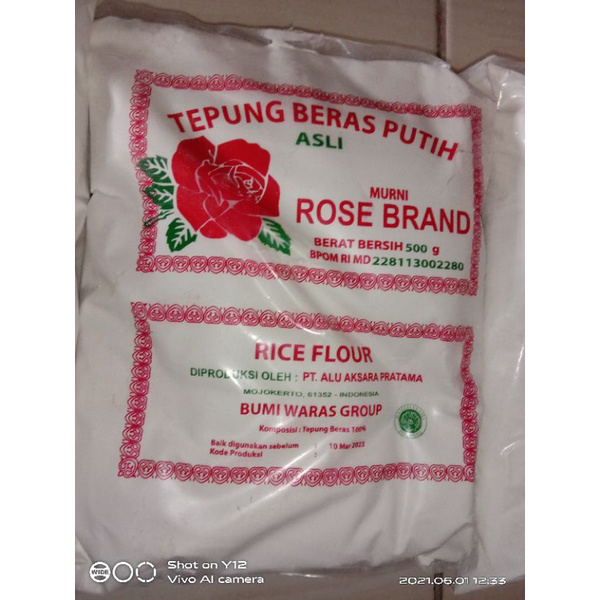 TEPUNG BERAS PUTIH
ASLI
MURNI
ROSE BRAND
BERAT BERSIH 500 g
BPOM RI MD 228113002280
RICE FLOUR
DIPRODUKSI OLEH : PT. ALU AKSARA PRATAMA
MOJOKERTO, 61352 - INDONESIA
BUMI WARAS GROUP
Komposisi : Tepung Beras 100%
Baik digunakan sebelum : 10 Mar 2023
Kode Produksi :
WIDE
Shot on Y12
Vivo AI camera
2021.06.01 12:33